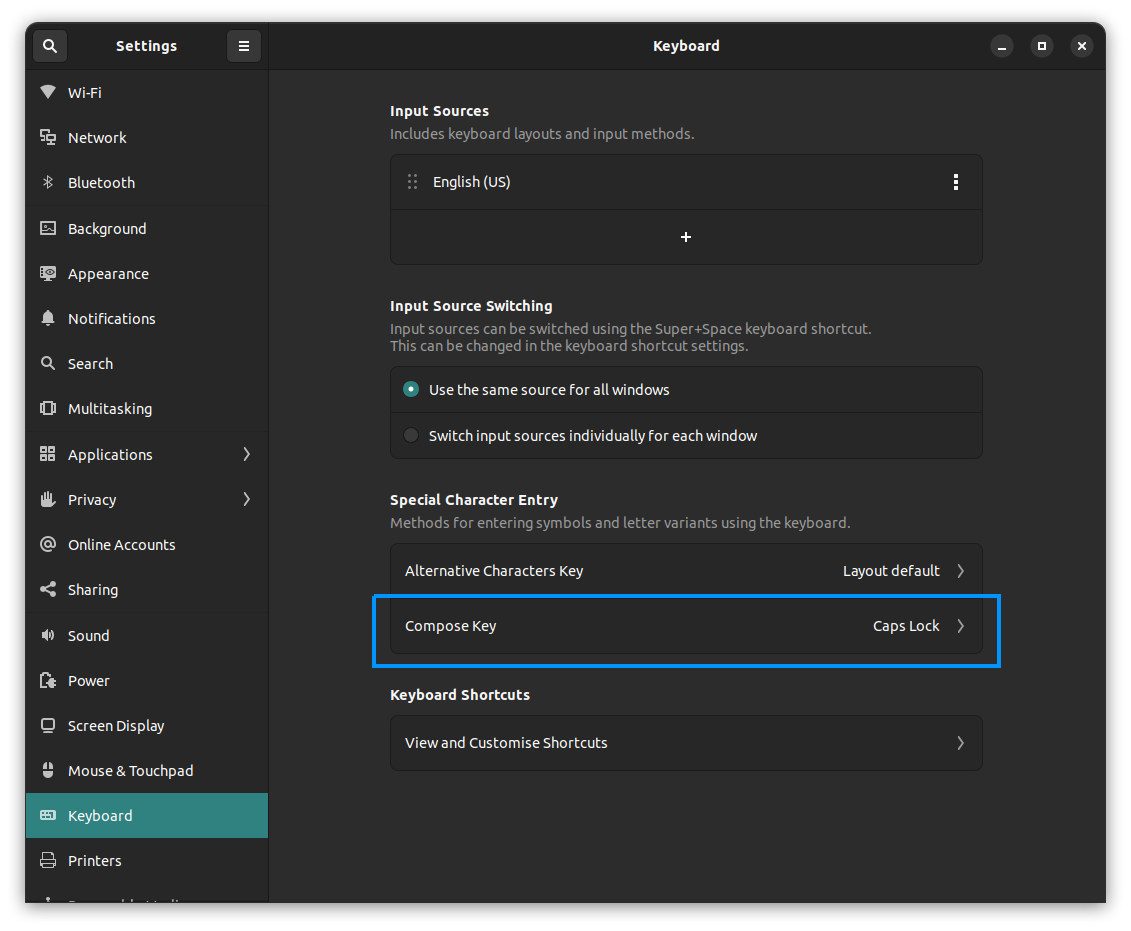 Settings
Keyboard
Wi-Fi
Network
Bluetooth
Background
Appearance
Notifications
Search
Multitasking
Applications
Privacy
Online Accounts
Sharing
Sound
Power
Screen Display
Mouse & Touchpad
Keyboard
Printers
Input Sources
Includes keyboard layouts and input methods.
English (US)
+
Input Source Switching
Input sources can be switched using the Super+Space keyboard shortcut.
This can be changed in the keyboard shortcut settings.
Use the same source for all windows
Switch input sources individually for each window
Special Character Entry
Methods for entering symbols and letter variants using the keyboard.
Alternative Characters Key Layout default
Compose Key Caps Lock
Keyboard Shortcuts
View and Customise Shortcuts